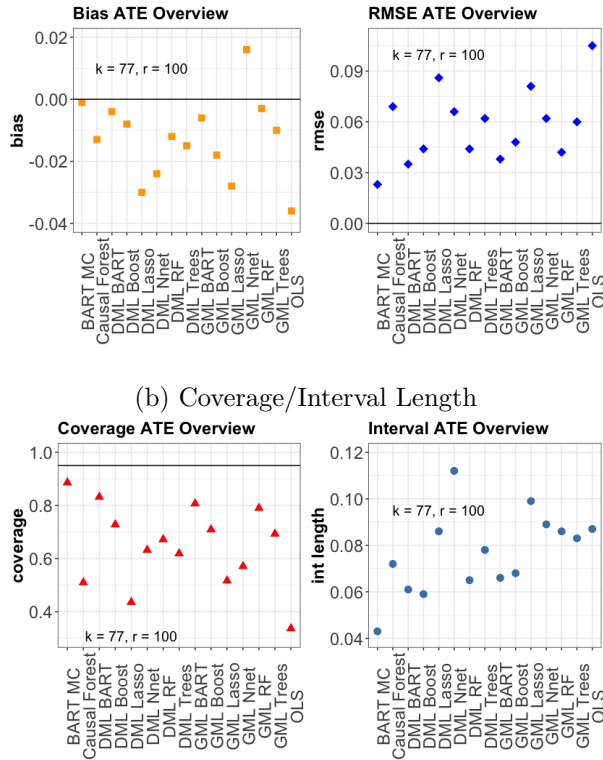 Bias ATE Overview
0.02
0.00
-0.02
-0.04
bias
k = 77, r = 100
BART MC
Causal Forest
DML BART
DML Boost
DML Lasso
DML Nnet
DML RF
DML Trees
GML BART
GML Boost
GML Lasso
GML Nnet
GML RF
GML Trees
OLS
RMSE ATE Overview
0.09
0.06
0.03
0.00
rmse
k = 77, r = 100
BART MC
Causal Forest
DML BART
DML Boost
DML Lasso
DML Nnet
DML RF
DML Trees
GML BART
GML Boost
GML Lasso
GML Nnet
GML RF
GML Trees
OLS
(b) Coverage/Interval Length
Coverage ATE Overview
1.0
0.8
0.6
0.4
coverage
k = 77, r = 100
BART MC
Causal Forest
DML BART
DML Boost
DML Lasso
DML Nnet
DML RF
DML Trees
GML BART
GML Boost
GML Lasso
GML Nnet
GML RF
GML Trees
OLS
Interval ATE Overview
0.12
0.10
0.08
0.06
0.04
int length
k = 77, r = 100
BART MC
Causal Forest
DML BART
DML Boost
DML Lasso
DML Nnet
DML RF
DML Trees
GML BART
GML Boost
GML Lasso
GML Nnet
GML RF
GML Trees
OLS